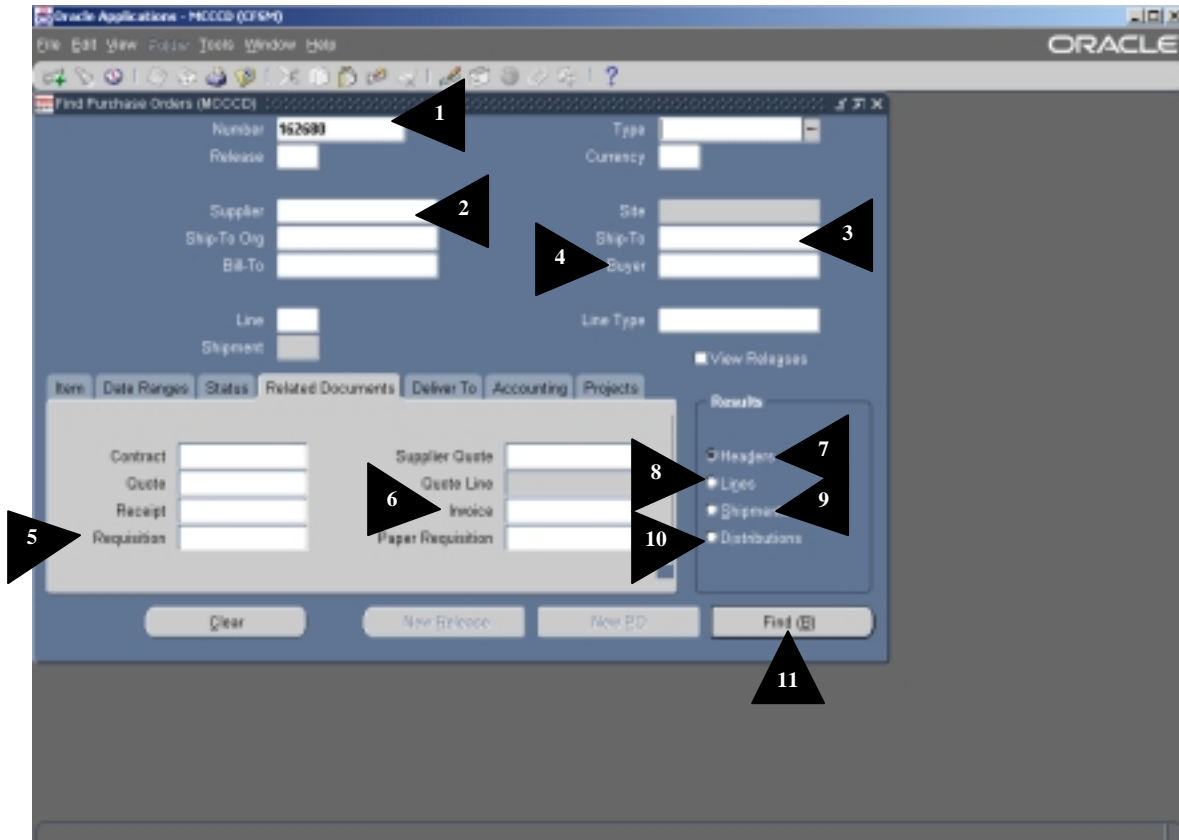 Oracle Applications - MCCCD (CFSM)
File Edit View Folder Tools Window Help
ORACLE
Find Purchase Orders (MCCCD)
Number 162680 1 Type
Release Currency
Supplier 2 Site
Ship-To Org Ship-To 3
Bill-To 4 Buyer
Line Line Type
Shipment
View Releases
Item Date Ranges Status Related Documents Deliver To Accounting Projects
Results
Contract Supplier Quote Headers 7
Quote Quote Line 8 Lines
Receipt 6 Invoice 9
5 Requisition Paper Requisition 10 Distributions
Clear New Release New PO Find (B)
11